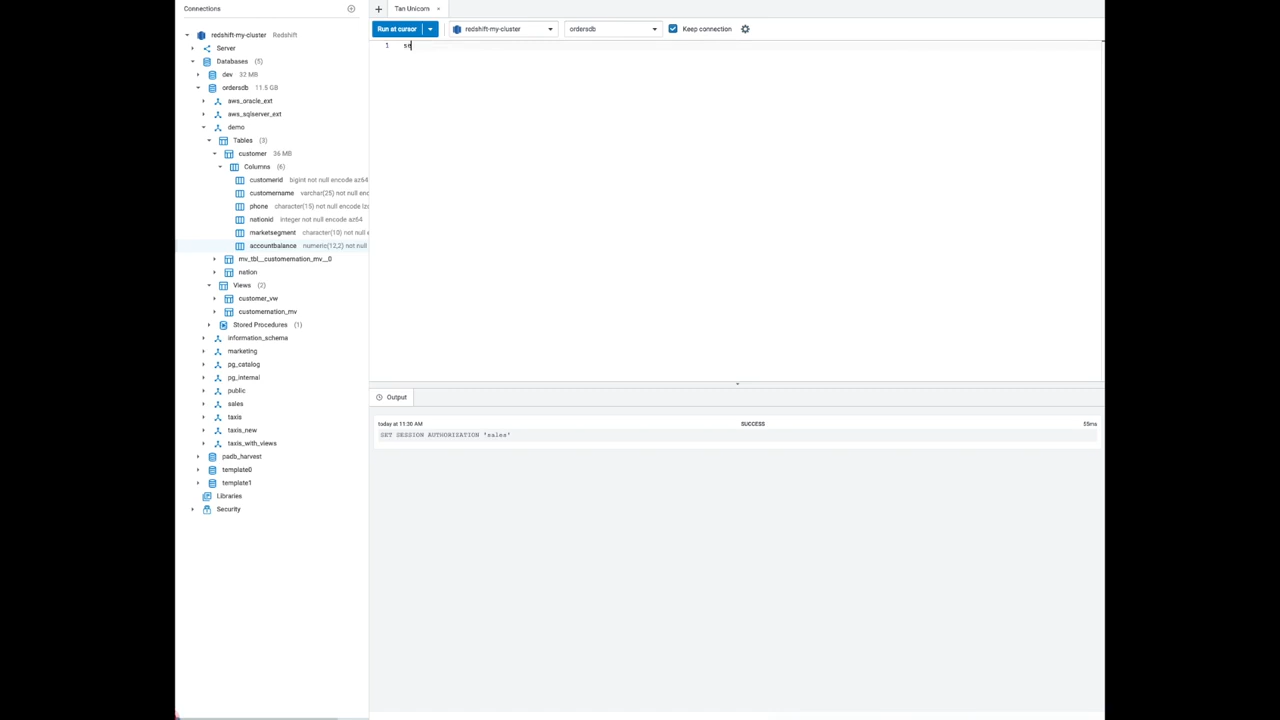 Connections
redshift-my-cluster Redshift
Server
Databases (5)
dev 32 MB
ordersdb 11.5 GB
aws_oracle_ext
aws_sqlserver_ext
demo
Tables (3)
customer 36 MB
Columns (6)
customerid bigint not null encode az64
customername varchar(25) not null enc
phone character(15) not null encode lzo
nationid integer not null encode az64
marketsegment character(10) not null e
accountbalance numeric(12,2) not null
mv_tbl__customernation_mv__0
nation
Views (2)
customer_vw
customernation_mv
Stored Procedures (1)
information_schema
marketing
pg_catalog
pg_internal
public
sales
taxis
taxis_new
taxis_with_views
padb_harvest
template0
template1
Libraries
Security
Tan Unicorn ×
Run at cursor redshift-my-cluster ordersdb Keep connection
1 se
Output
today at 11:30 AM SUCCESS 55ms
SET SESSION AUTHORIZATION 'sales'